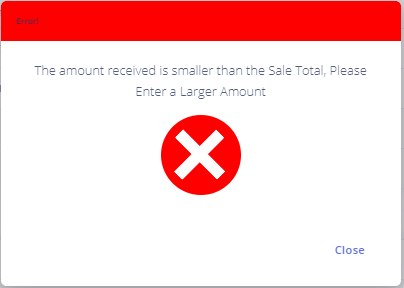 Error!
The amount received is smaller than the Sale Total, Please
Enter a Larger Amount
Close